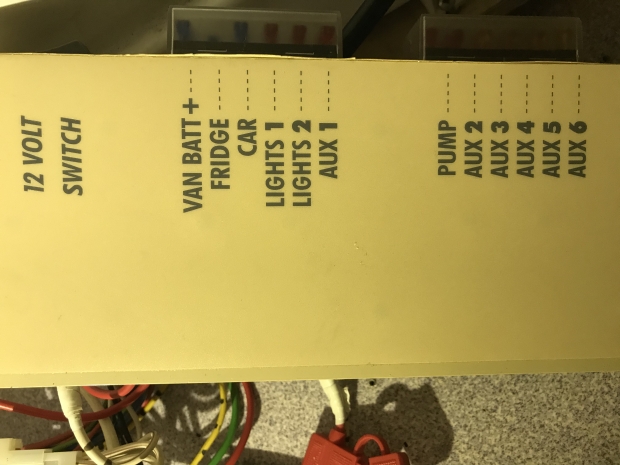 12 VOLT
SWITCH
VAN BATT +
FRIDGE
CAR
LIGHTS 1
LIGHTS 2
AUX 1
PUMP
AUX 2
AUX 3
AUX 4
AUX 5
AUX 6